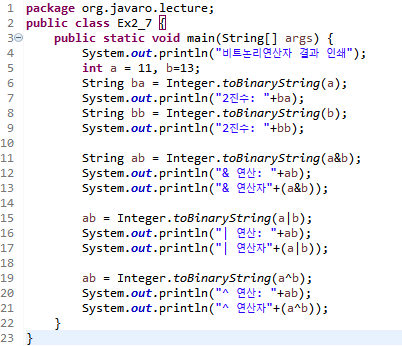 1 package org.javaro.lecture;
2 public class Ex2_7 {
3 public static void main(String[] args) {
4 System.out.println("비트논리연산자 결과 인쇄");
5 int a = 11, b=13;
6 String ba = Integer.toBinaryString(a);
7 System.out.println("2진수: "+ba);
8 String bb = Integer.toBinaryString(b);
9 System.out.println("2진수: "+bb);
10
11 String ab = Integer.toBinaryString(a&b);
12 System.out.println("& 연산: "+ab);
13 System.out.println("& 연산자"+(a&b));
14
15 ab = Integer.toBinaryString(a|b);
16 System.out.println("| 연산: "+ab);
17 System.out.println("| 연산자"+(a|b));
18
19 ab = Integer.toBinaryString(a^b);
20 System.out.println("^ 연산: "+ab);
21 System.out.println("^ 연산자"+(a^b));
22 }
23 }